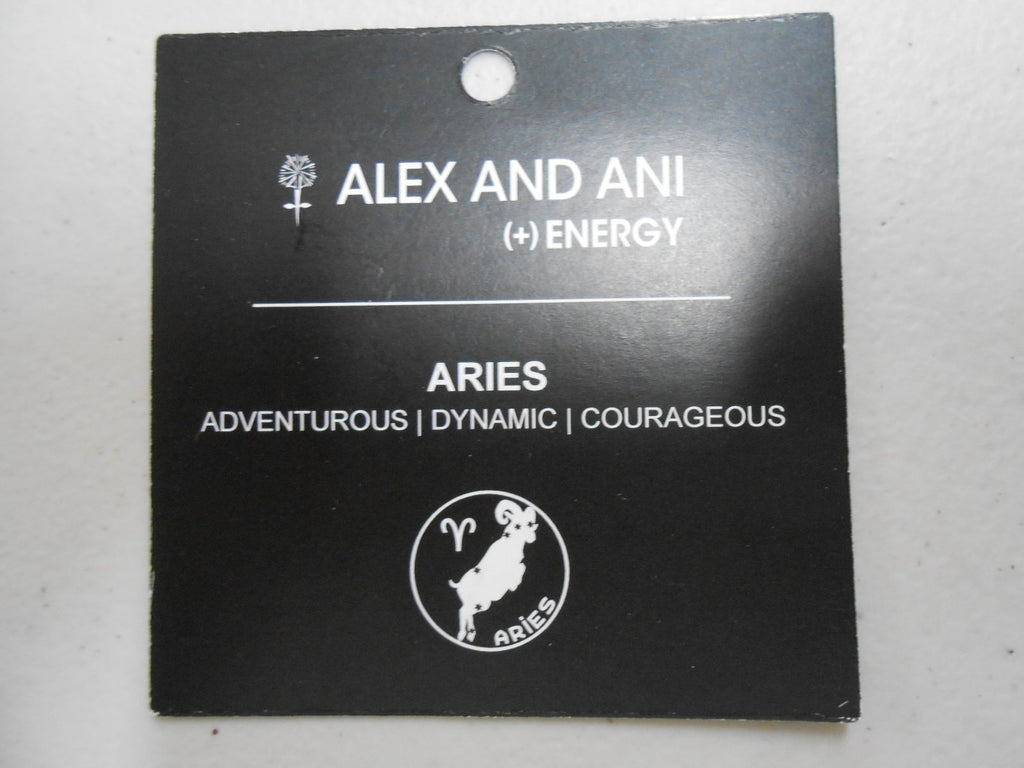 ALEX AND ANI
(+) ENERGY
ARIES
ADVENTUROUS | DYNAMIC | COURAGEOUS
ARIES